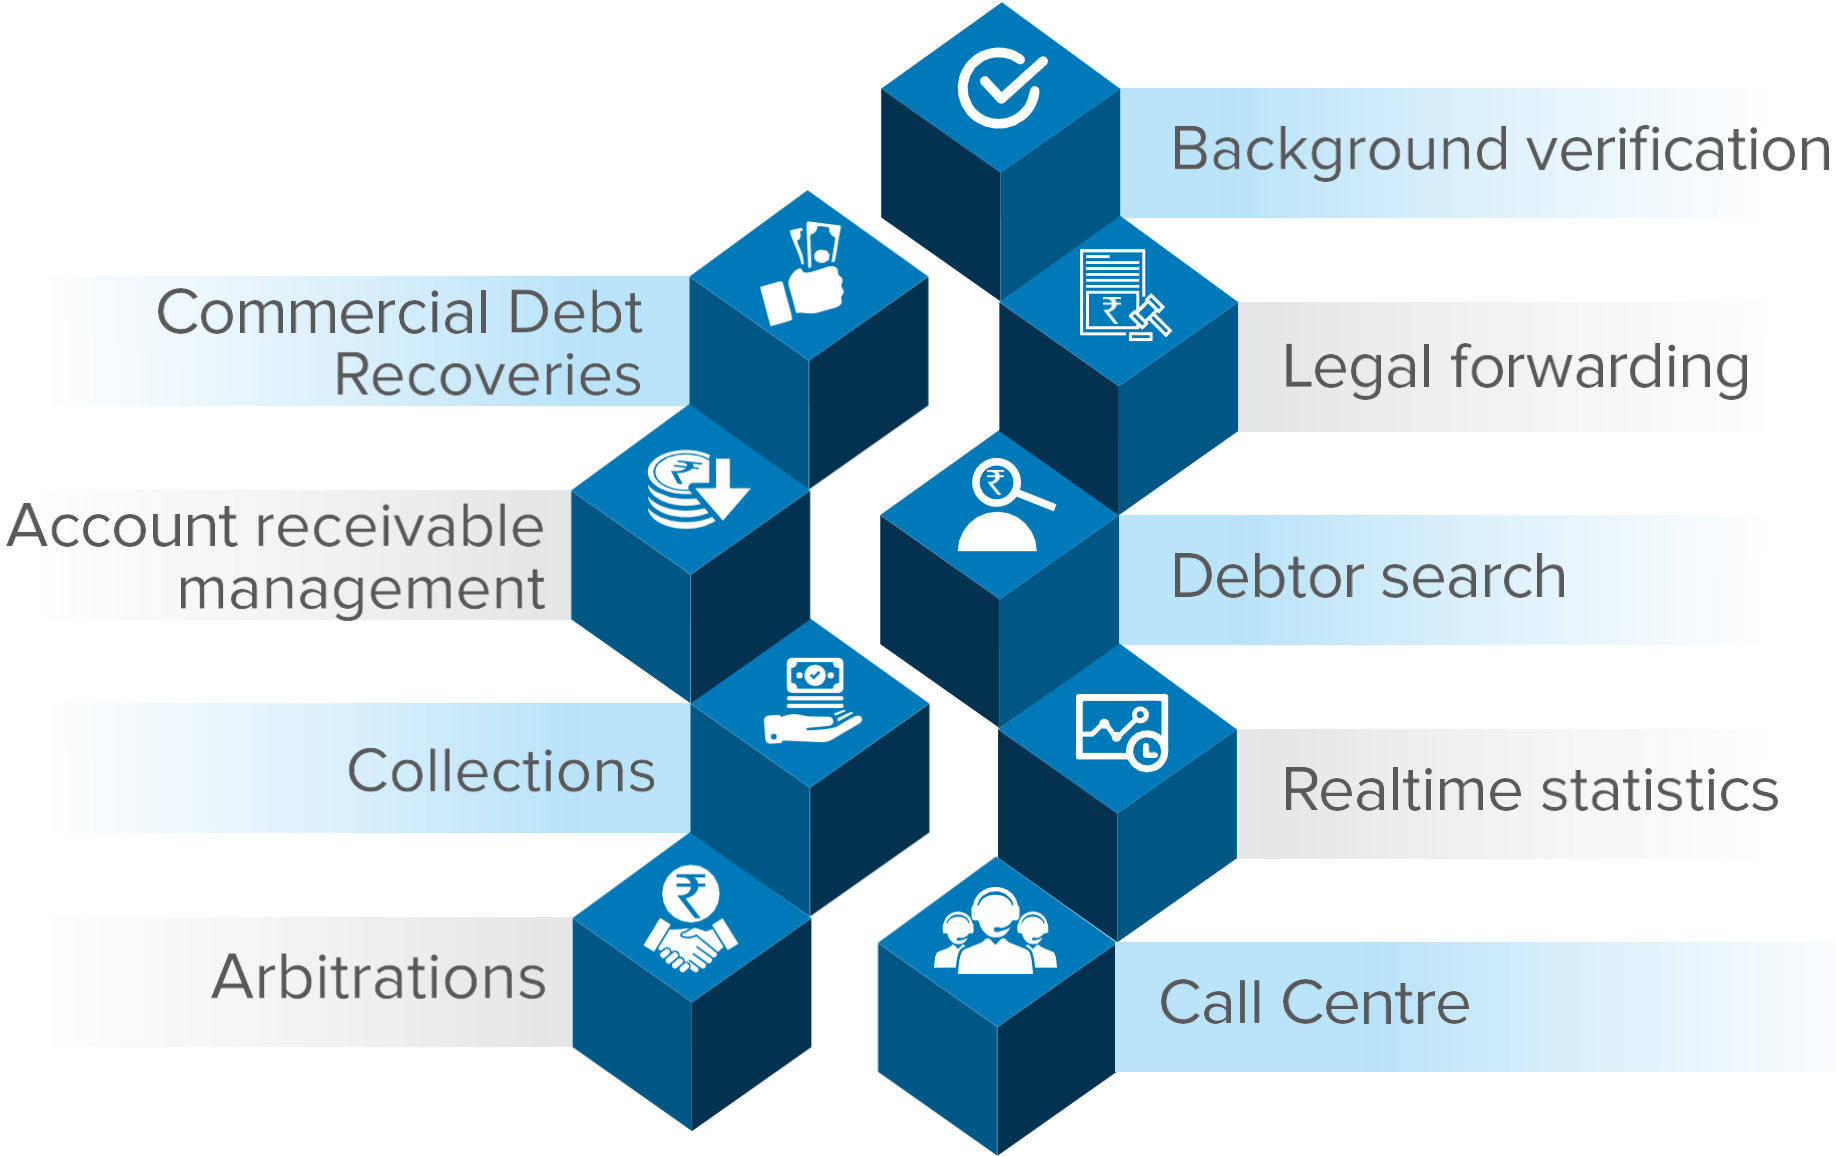 Background verification
Commercial Debt
Recoveries
Legal forwarding
Account receivable
management
Debtor search
Collections
Realtime statistics
Arbitrations
Call Centre